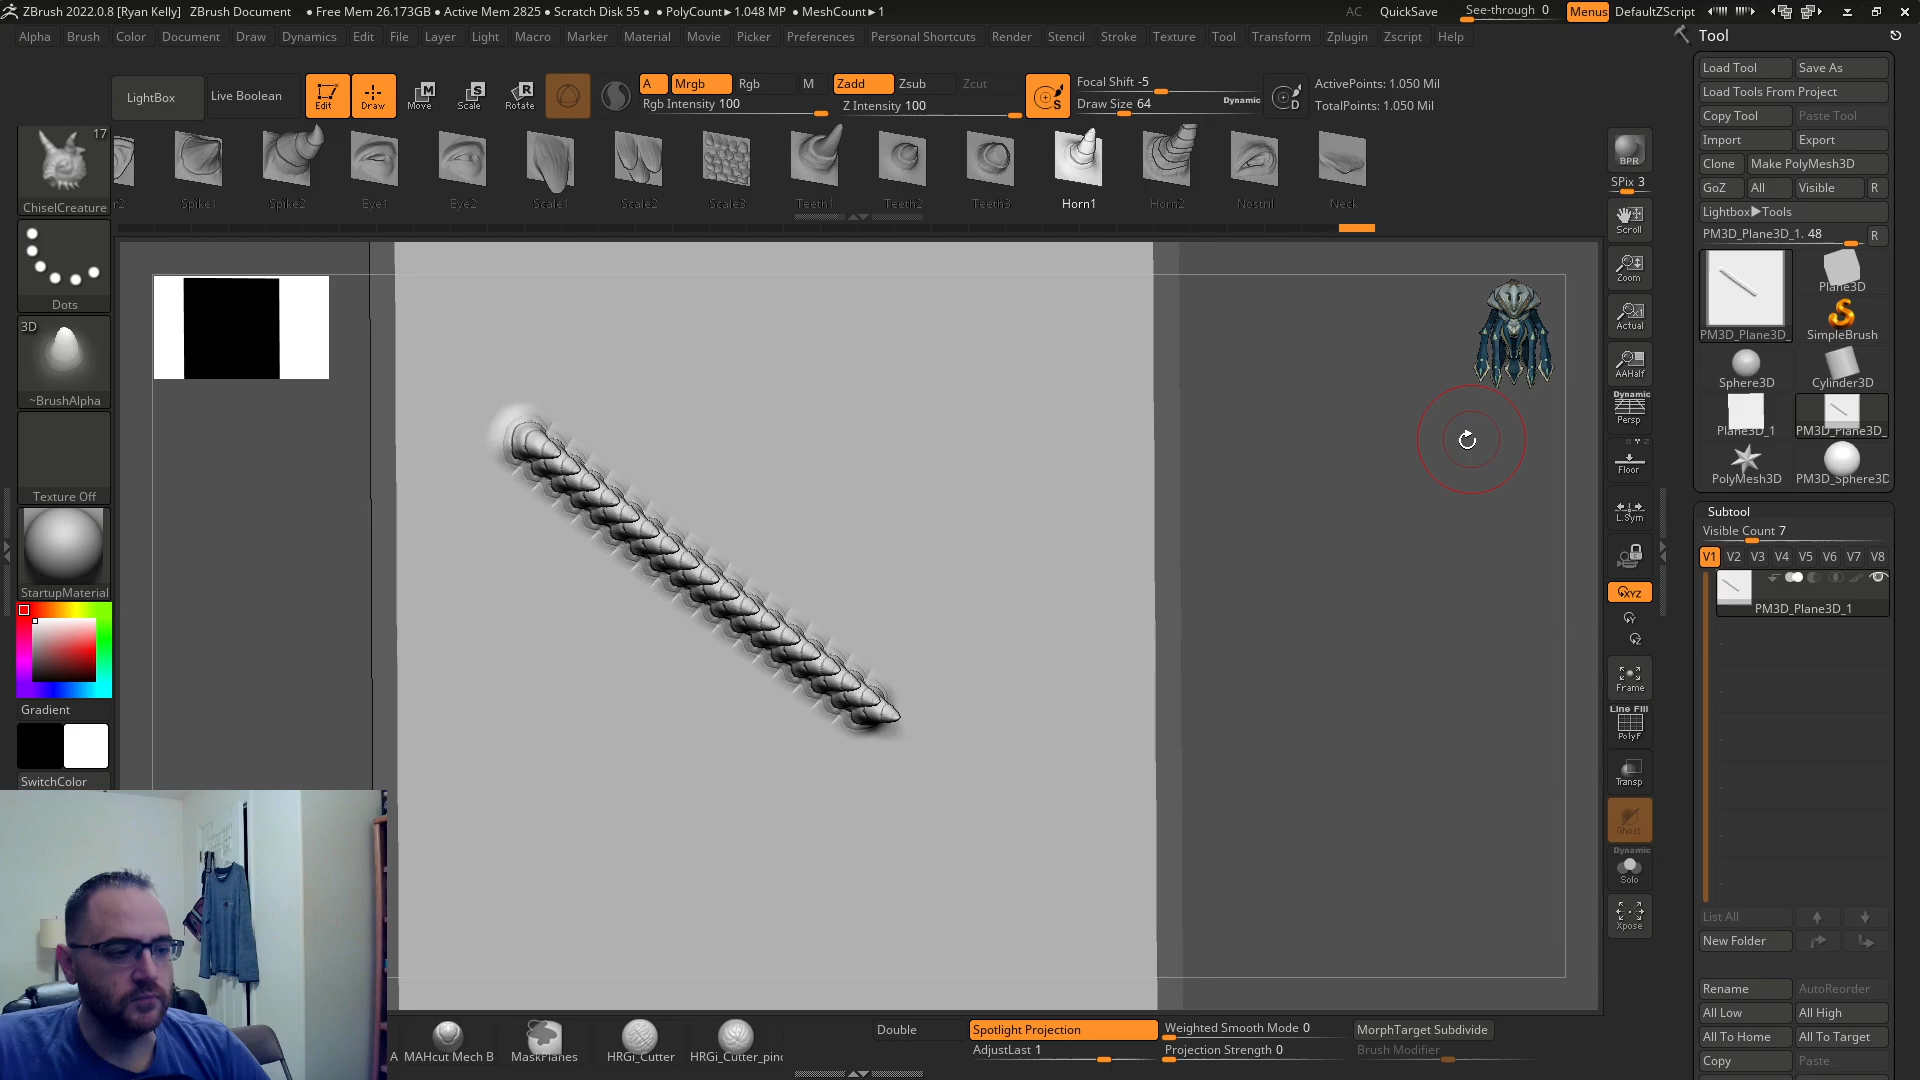 ZBrush 2022.0.8 [Ryan Kelly] ZBrush Document ● Free Mem 26.173GB ● Active Mem 2825 ● Scratch Disk 55 ● ● PolyCount►1.048 MP ● MeshCount►1 AC QuickSave See-through 0 Menus DefaultZScript
Alpha Brush Color Document Draw Dynamics Edit File Layer Light Macro Marker Material Movie Picker Preferences Personal Shortcuts Render Stencil Stroke Texture Tool Transform Zplugin Zscript Help
Tool
LightBox Live Boolean Edit Draw Move Scale Rotate
A Mrgb Rgb M Zadd Zsub Zcut
Rgb Intensity 100 Z Intensity 100
Focal Shift -5
Draw Size 64 Dynamic
ActivePoints: 1.050 Mil
TotalPoints: 1.050 Mil
17
ChiselCreature
Dots
3D
~BrushAlpha
Texture Off
StartupMaterial
Gradient
SwitchColor
r2 Spike1 Spike2 Eye1 Eye2 Scale1 Scale2 Scale3 Teeth1 Teeth2 Teeth3 Horn1 Horn2 Nostril Neck
BPR
SPix 3
Scroll
Zoom
Actual
AAHalf
Dynamic
Persp
Floor
L.Sym
XYZ
Frame
Line Fill
PolyF
Transp
Ghost
Dynamic
Solo
Xpose
Load Tool Save As
Load Tools From Project
Copy Tool Paste Tool
Import Export
Clone Make PolyMesh3D
GoZ All Visible R
Lightbox►Tools
PM3D_Plane3D_1. 48 R
PM3D_Plane3D_ Plane3D
SimpleBrush
Sphere3D Cylinder3D
Plane3D_1 PM3D_Plane3D_
PolyMesh3D PM3D_Sphere3D
Subtool
Visible Count 7
V1 V2 V3 V4 V5 V6 V7 V8
PM3D_Plane3D_1
List All
New Folder
Rename AutoReorder
All Low All High
All To Home All To Target
Copy Paste
A MAHcut Mech B MaskPlanes HRGi_Cutter HRGi_Cutter_pinc
Double Spotlight Projection Weighted Smooth Mode 0 MorphTarget Subdivide
AdjustLast 1 Projection Strength 0 Brush Modifier